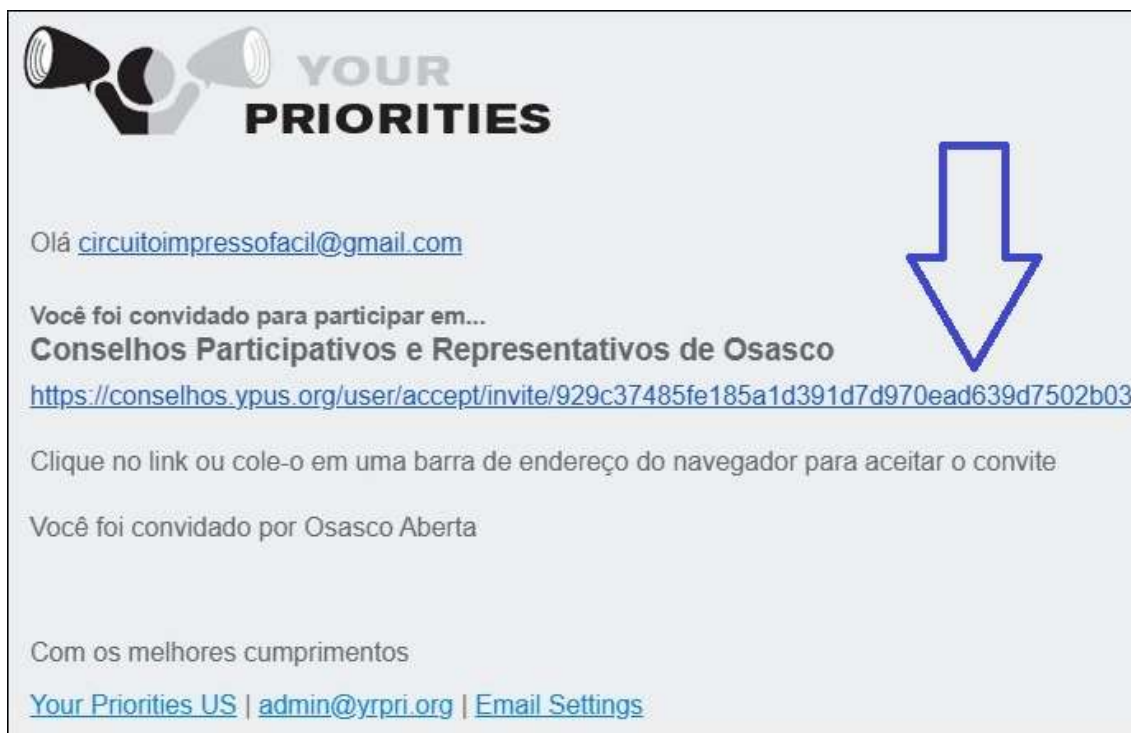 YOUR
PRIORITIES
Olá circuitoimpressofacil@gmail.com
Você foi convidado para participar em...
Conselhos Participativos e Representativos de Osasco
https://conselhos.ypus.org/user/accept/invite/929c37485fe185a1d391d7d970ead639d7502b03
Clique no link ou cole-o em uma barra de endereço do navegador para aceitar o convite
Você foi convidado por Osasco Aberta
Com os melhores cumprimentos
Your Priorities US | admin@yrpri.org | Email Settings